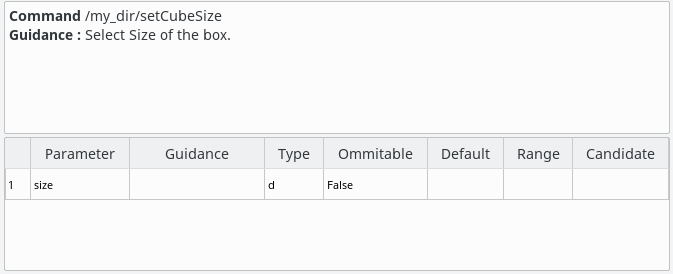 Command /my_dir/setCubeSize
Guidance : Select Size of the box.
Parameter Guidance Type Ommitable Default Range Candidate
1 size d False